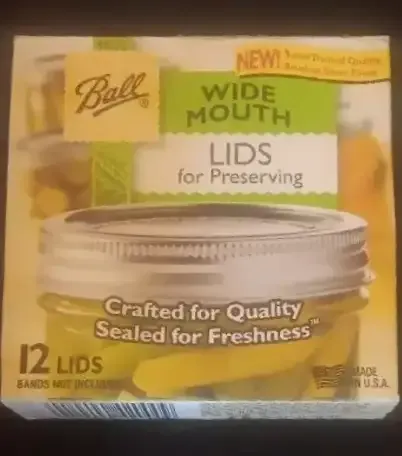 Ball®
NEW!
WIDE
MOUTH
LIDS
for Preserving
Crafted for Quality
Sealed for Freshness™
12 LIDS
BANDS NOT INCLUDED
MADE
IN U.S.A.